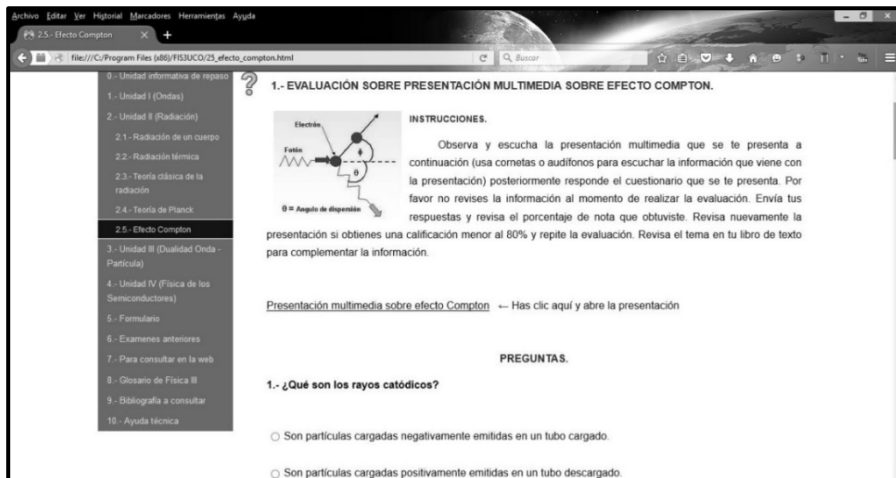 Archivo Editar Ver Historial Marcadores Herramientas Ayuda
2.5.- Efecto Compton
file:///C:/Program Files (x86)/FIS3UCO/25_efecto_compton.html
Buscar
0.- Unidad informativa de repaso
1.- Unidad I (Ondas)
2.- Unidad II (Radiación)
2.1.- Radiación de un cuerpo
2.2.- Radiación térmica
2.3.- Teoría clásica de la
radiación
2.4.- Teoría de Planck
2.5.- Efecto Compton
3.- Unidad III (Dualidad Onda -
Partícula)
4.- Unidad IV (Física de los
Semiconductores)
5.- Formulario
6.- Examenes anteriores
7.- Para consultar en la web
8.- Glosario de Física III
9.- Bibliografía a consultar
10.- Ayuda técnica
1.- EVALUACIÓN SOBRE PRESENTACIÓN MULTIMEDIA SOBRE EFECTO COMPTON.
Electrón
Fotón
ϕ
θ
θ = Angulo de dispersión
INSTRUCCIONES.
Observa y escucha la presentación multimedia que se te presenta a
continuación (usa cornetas o audífonos para escuchar la información que viene con
la presentación) posteriormente responde el cuestionario que se te presenta. Por
favor no revises la información al momento de realizar la evaluación. Envía tus
respuestas y revisa el porcentaje de nota que obtuviste. Revisa nuevamente la
presentación si obtienes una calificación menor al 80% y repite la evaluación. Revisa el tema en tu libro de texto
para complementar la información.
Presentación multimedia sobre efecto Compton ← Has clic aquí y abre la presentación
PREGUNTAS.
1.- ¿Qué son los rayos catódicos?
Son partículas cargadas negativamente emitidas en un tubo cargado.
Son partículas cargadas positivamente emitidas en un tubo descargado.